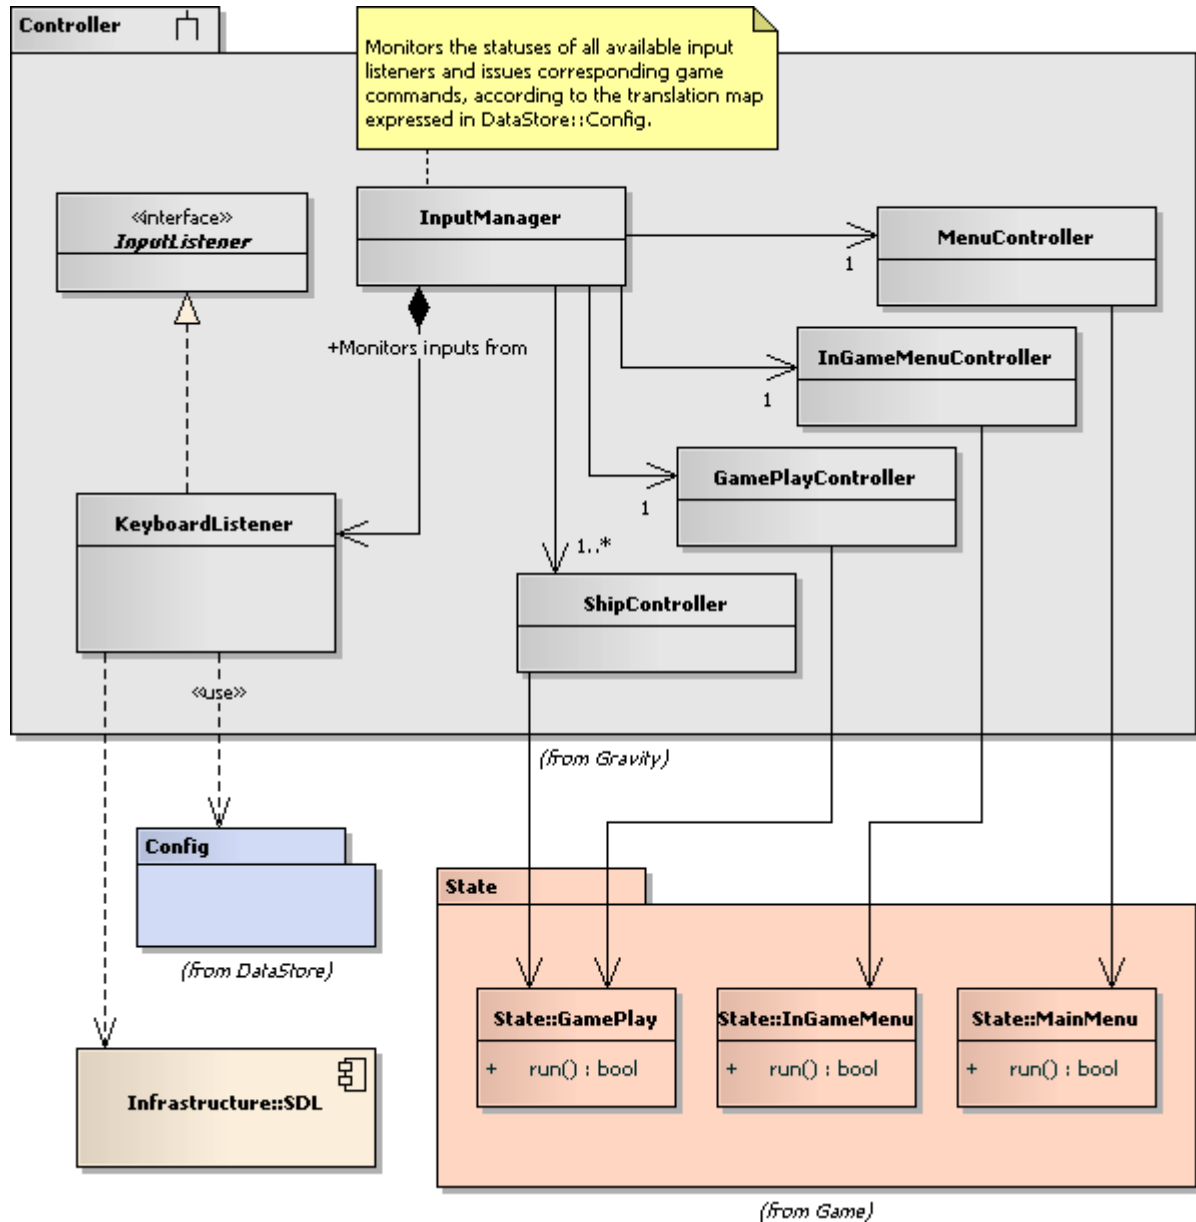 Controller
Monitors the statuses of all available input
listeners and issues corresponding game
commands, according to the translation map
expressed in DataStore::Config.
«interface»
InputListener
InputManager
MenuController
1
+Monitors inputs from
InGameMenuController
1
GamePlayController
1
KeyboardListener
1..*
ShipController
«use»
(from Gravity)
Config
(from DataStore)
State
State::GamePlay
+ run() : bool
State::InGameMenu
+ run() : bool
State::MainMenu
+ run() : bool
Infrastructure::SDL
(from Game)